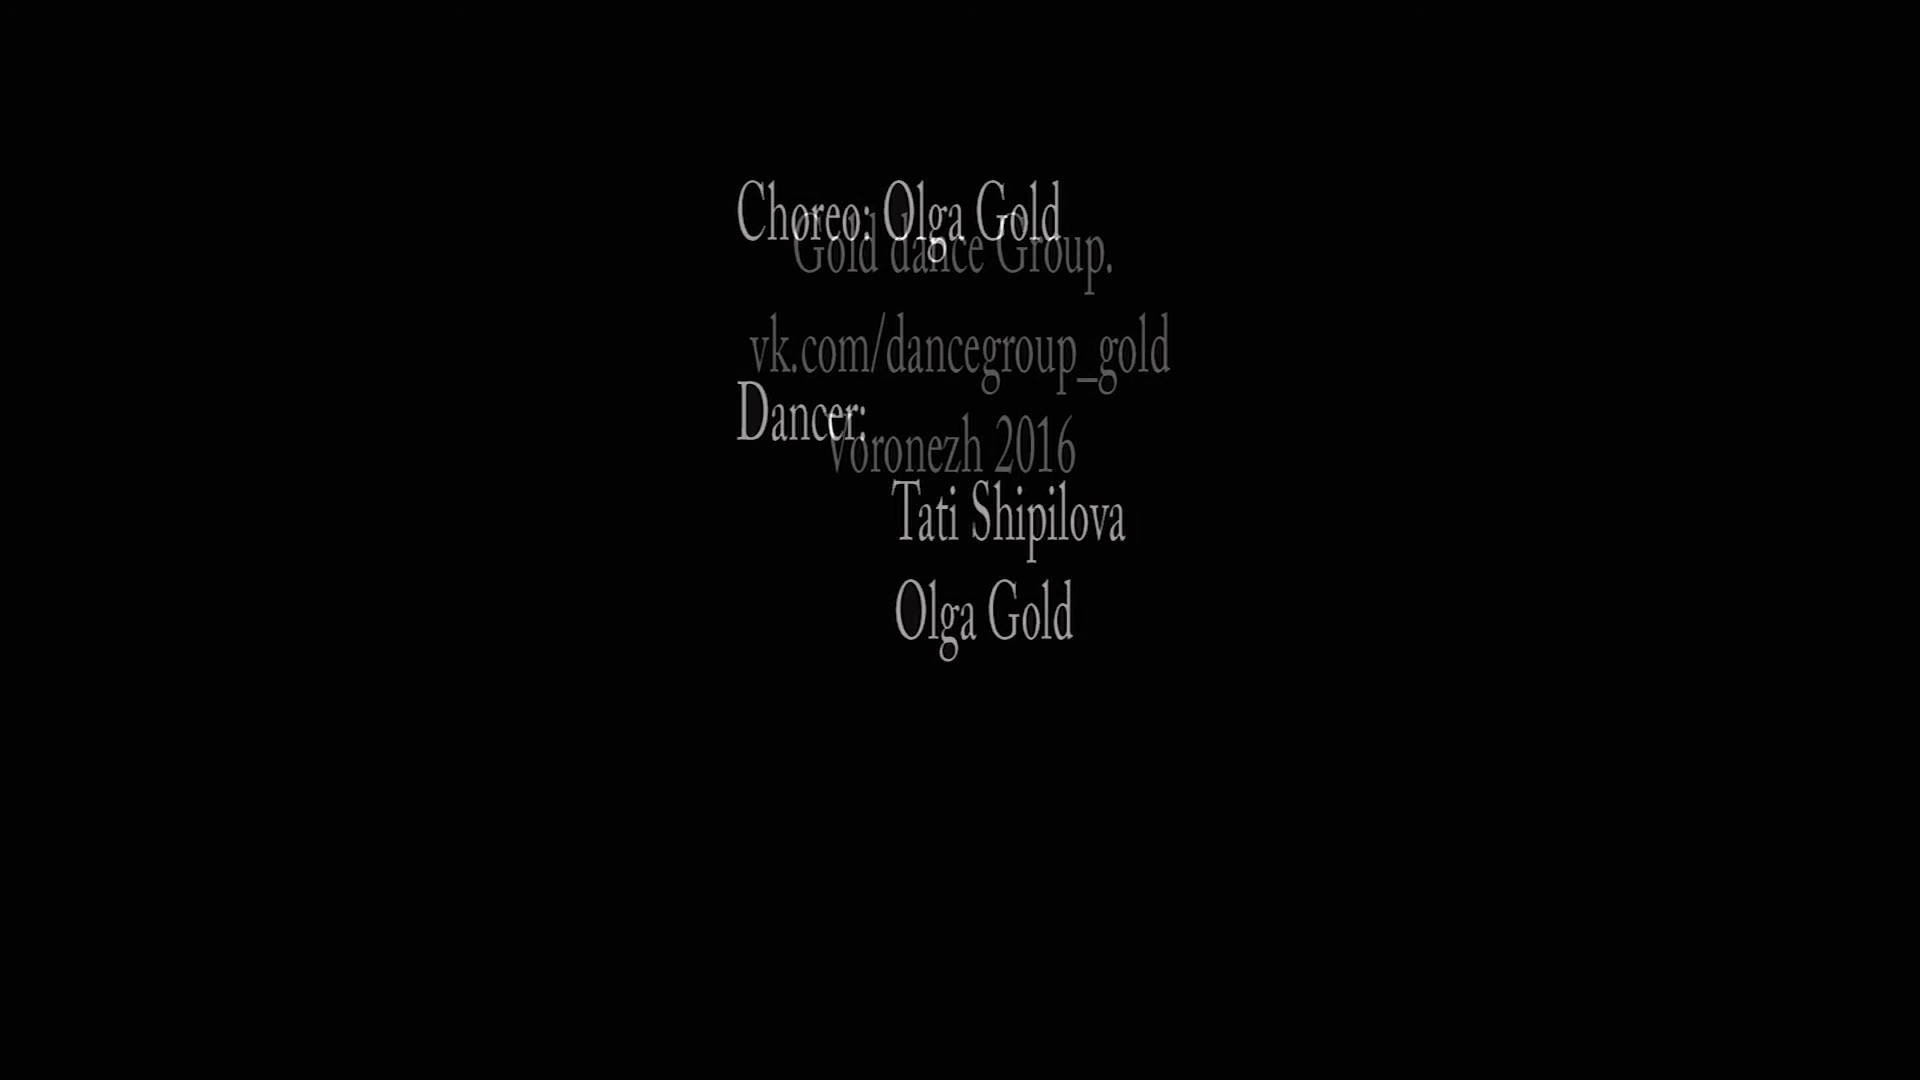 Choreo: Olga Gold
Gold dance Group.
vk.com/dancegroup_gold
Dancer:
Voronezh 2016
Tati Shipilova
Olga Gold